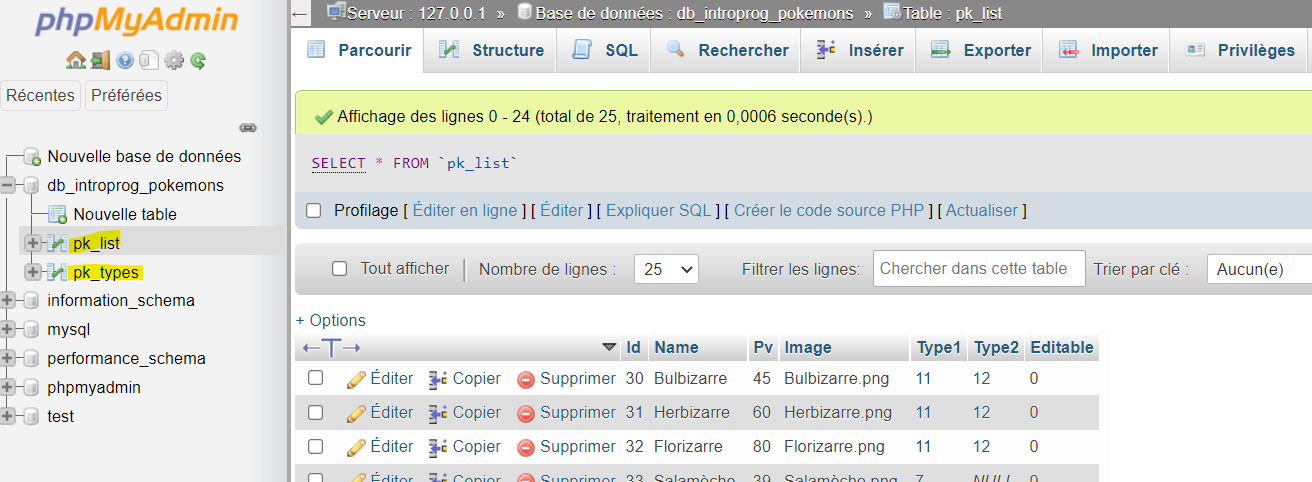 phpMyAdmin
Récentes Préférées
Nouvelle base de données
db_introprog_pokemons
Nouvelle table
pk_list
pk_types
information_schema
mysql
performance_schema
phpmyadmin
test
Serveur : 127.0.0.1 » Base de données : db_introprog_pokemons » Table : pk_list
Parcourir Structure SQL Rechercher Insérer Exporter Importer Privilèges
Affichage des lignes 0 - 24 (total de 25, traitement en 0,0006 seconde(s).)
SELECT * FROM `pk_list`
Profilage [ Éditer en ligne ] [ Éditer ] [ Expliquer SQL ] [ Créer le code source PHP ] [ Actualiser ]
Tout afficher | Nombre de lignes : 25 Filtrer les lignes: Chercher dans cette table Trier par clé : Aucun(e)
+ Options
←T→ Id Name Pv Image Type1 Type2 Editable
Éditer Copier Supprimer 30 Bulbizarre 45 Bulbizarre.png 11 12 0
Éditer Copier Supprimer 31 Herbizarre 60 Herbizarre.png 11 12 0
Éditer Copier Supprimer 32 Florizarre 80 Florizarre.png 11 12 0
Éditer Copier Supprimer 33 Salamèche 39 Salamèche.png 7 NULL 0